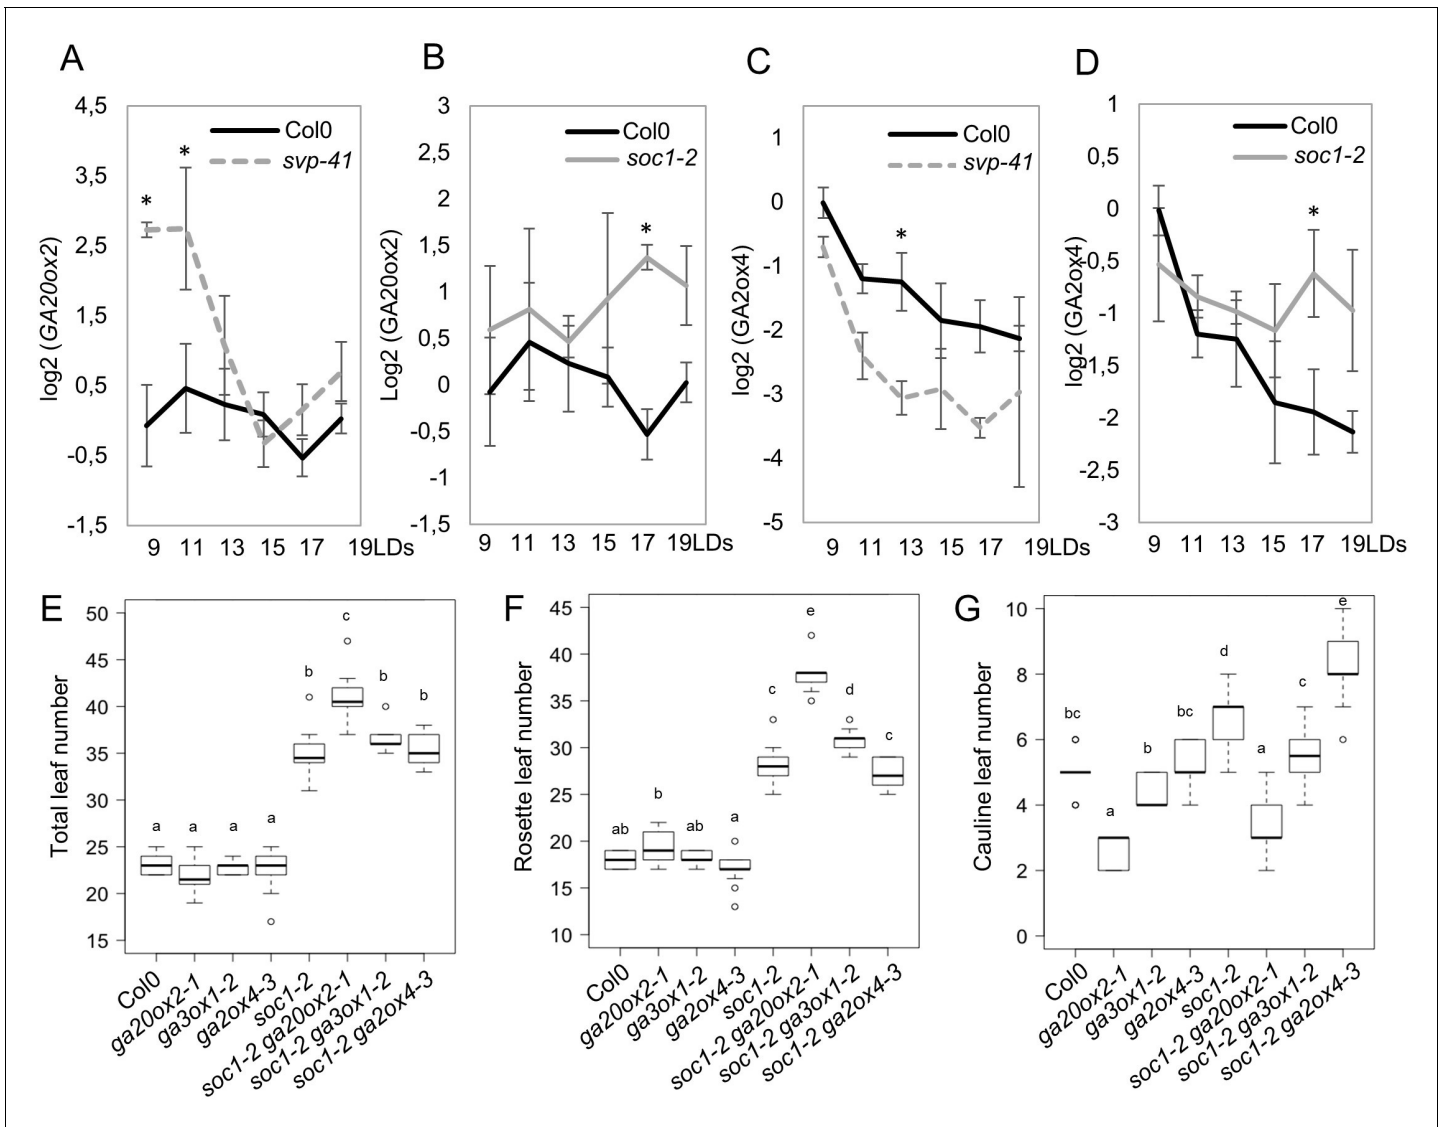 A
4,5
3,5
2,5
1,5
0,5
-0,5
-1,5
log2 (GA20ox2)
Col0
svp-41
*
*
9 11 13 15 17 19LDs
B
3
2,5
2
1,5
1
0,5
0
-0,5
-1
-1,5
Log2 (GA20ox2)
Col0
soc1-2
*
9 11 13 15 17 19LDs
C
1
0
-1
-2
-3
-4
-5
log2 (GA2ox4)
Col0
svp-41
*
9 11 13 15 17 19LDs
D
1
0,5
0
-0,5
-1
-1,5
-2
-2,5
-3
log2 (GA2ox4)
Col0
soc1-2
*
9 11 13 15 17 19LDs
E
Total leaf number
50
45
40
35
30
25
20
15
a a a a b c b b
Col0
ga20ox2-1
ga3ox1-2
ga2ox4-3
soc1-2
soc1-2 ga20ox2-1
soc1-2 ga3ox1-2
soc1-2 ga2ox4-3
F
Rosette leaf number
45
40
35
30
25
20
15
10
ab b ab a c e d c
Col0
ga20ox2-1
ga3ox1-2
ga2ox4-3
soc1-2
soc1-2 ga20ox2-1
soc1-2 ga3ox1-2
soc1-2 ga2ox4-3
G
Cauline leaf number
10
8
6
4
2
0
bc a b bc d a c e
Col0
ga20ox2-1
ga3ox1-2
ga2ox4-3
soc1-2
soc1-2 ga20ox2-1
soc1-2 ga3ox1-2
soc1-2 ga2ox4-3